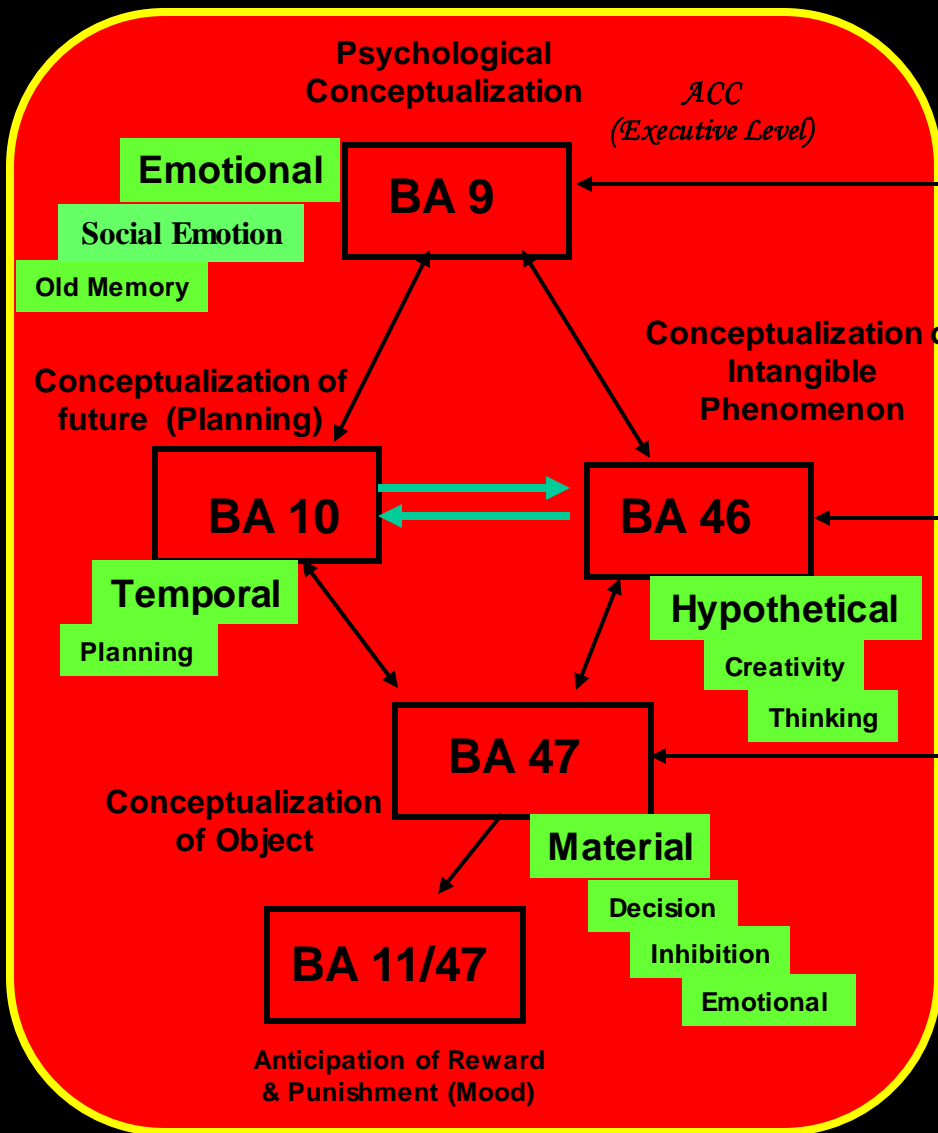 Psychological
Conceptualization
ACC
(Executive Level)
Emotional
BA 9
Social Emotion
Old Memory
Conceptualization
Intangible
Phenomenon
Conceptualization of
future (Planning)
BA 10
BA 46
Temporal
Planning
Hypothetical
Creativity
Thinking
BA 47
Conceptualization
of Object
Material
Decision
Inhibition
Emotional
BA 11/47
Anticipation of Reward
& Punishment (Mood)